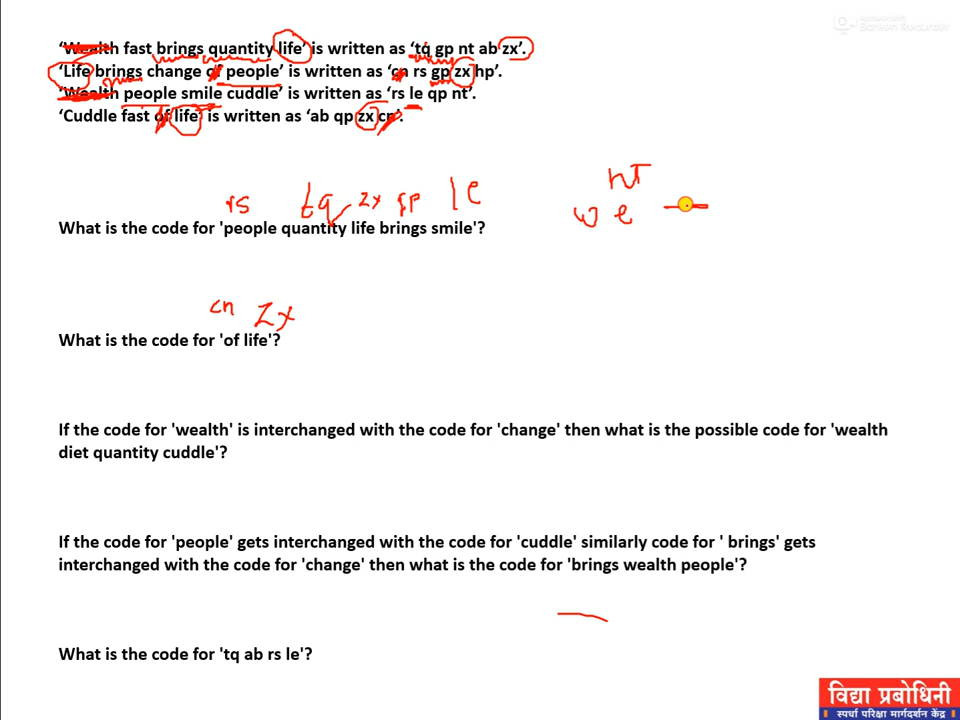 Screen Recorder
‘Wealth fast brings quantity life’ is written as ‘tq gp nt ab zx’.
‘Life brings change of people’ is written as ‘cn rs gp zx hp’.
‘Wealth people smile cuddle’ is written as ‘rs le qp nt’.
‘Cuddle fast of life’ is written as ‘ab qp zx cn’.
nT
rs tq zx gp le
w e
What is the code for 'people quantity life brings smile'?
cn zx
What is the code for 'of life'?
If the code for 'wealth' is interchanged with the code for 'change' then what is the possible code for 'wealth
diet quantity cuddle'?
If the code for 'people' gets interchanged with the code for 'cuddle' similarly code for ' brings' gets
interchanged with the code for 'change' then what is the code for 'brings wealth people'?
What is the code for 'tq ab rs le'?
विद्या प्रबोधिनी
स्पर्धा परिक्षा मार्गदर्शन केंद्र